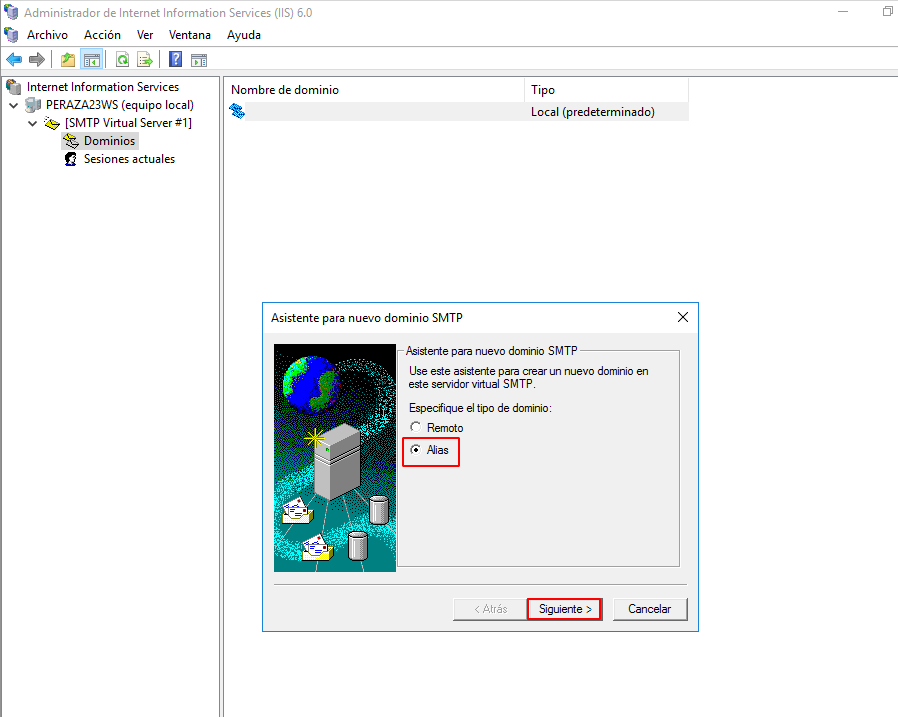 Administrador de Internet Information Services (IIS) 6.0
Archivo Acción Ver Ventana Ayuda
Internet Information Services
PERAZA23WS (equipo local)
[SMTP Virtual Server #1]
Dominios
Sesiones actuales
Nombre de dominio Tipo
Local (predeterminado)
Asistente para nuevo dominio SMTP
Asistente para nuevo dominio SMTP
Use este asistente para crear un nuevo dominio en
este servidor virtual SMTP.
Especifique el tipo de dominio:
Remoto
Alias
< Atrás Siguiente > Cancelar